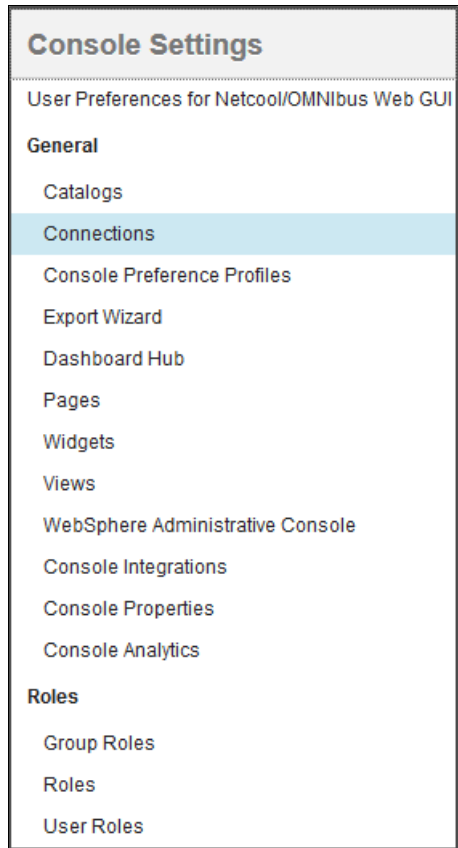 Console Settings
User Preferences for Netcool/OMNIbus Web GUI
General
Catalogs
Connections
Console Preference Profiles
Export Wizard
Dashboard Hub
Pages
Widgets
Views
WebSphere Administrative Console
Console Integrations
Console Properties
Console Analytics
Roles
Group Roles
Roles
User Roles